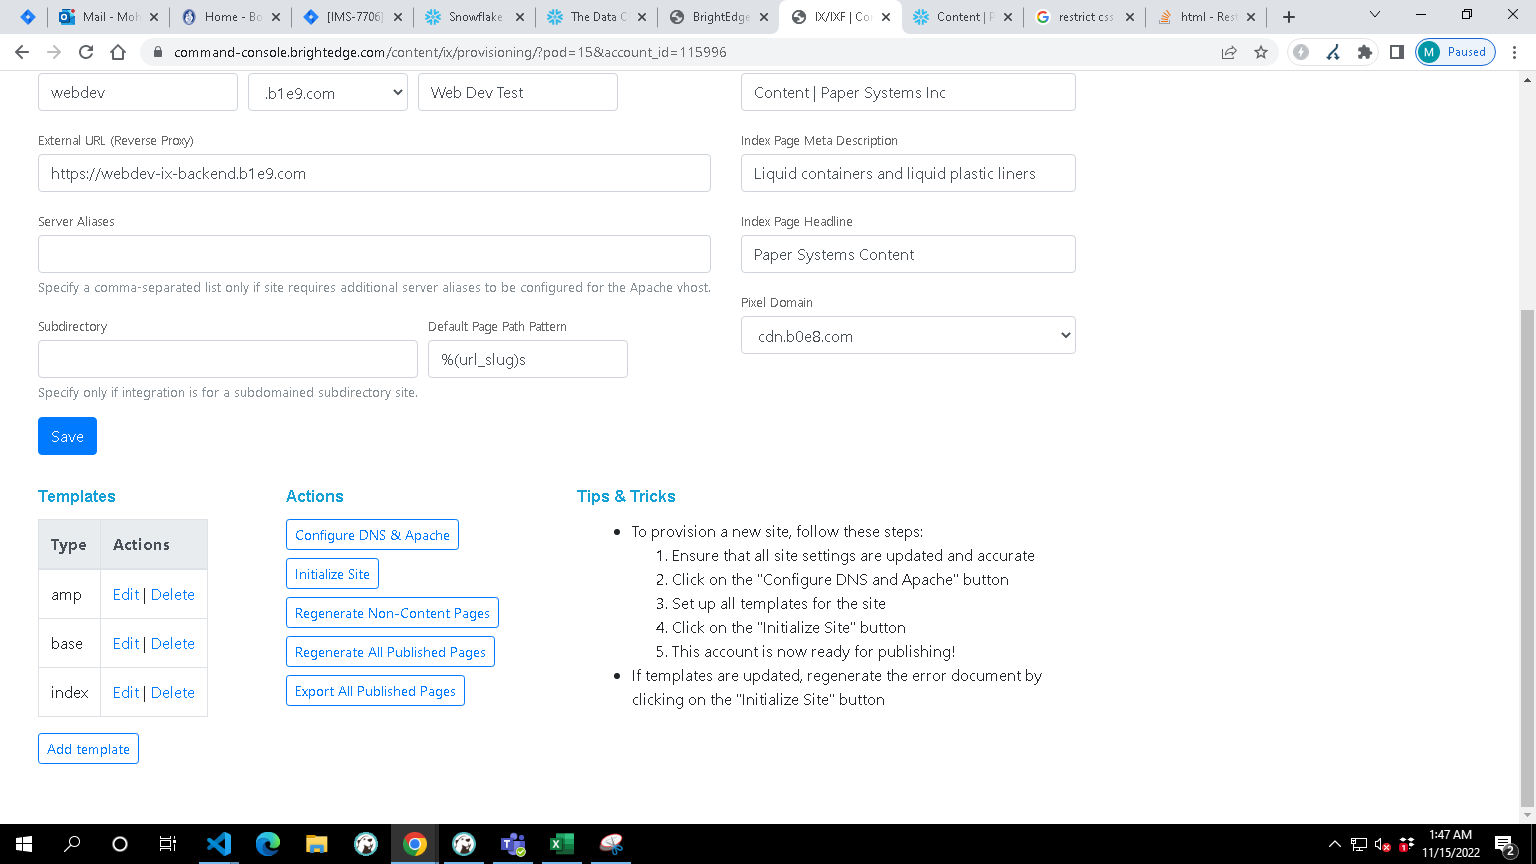 Mail - Moh
Home - Bo
[IMS-7706]
Snowflake
The Data C
BrightEdge
IX/IXF | Co
Content | P
restrict css
html - Rest
command-console.brightedge.com/content/ix/provisioning/?pod=15&account_id=115996
M Paused
webdev
.b1e9.com
Web Dev Test
Content | Paper Systems Inc
External URL (Reverse Proxy)
Index Page Meta Description
https://webdev-ix-backend.b1e9.com
Liquid containers and liquid plastic liners
Server Aliases
Index Page Headline
Paper Systems Content
Specify a comma-separated list only if site requires additional server aliases to be configured for the Apache vhost.
Pixel Domain
cdn.b0e8.com
Subdirectory
Default Page Path Pattern
%(url_slug)s
Specify only if integration is for a subdomained subdirectory site.
Save
Templates
Type Actions
amp Edit | Delete
base Edit | Delete
index Edit | Delete
Add template
Actions
Configure DNS & Apache
Initialize Site
Regenerate Non-Content Pages
Regenerate All Published Pages
Export All Published Pages
Tips & Tricks
• To provision a new site, follow these steps:
1. Ensure that all site settings are updated and accurate
2. Click on the "Configure DNS and Apache" button
3. Set up all templates for the site
4. Click on the "Initialize Site" button
5. This account is now ready for publishing!
• If templates are updated, regenerate the error document by
clicking on the "Initialize Site" button
1:47 AM
11/15/2022
2